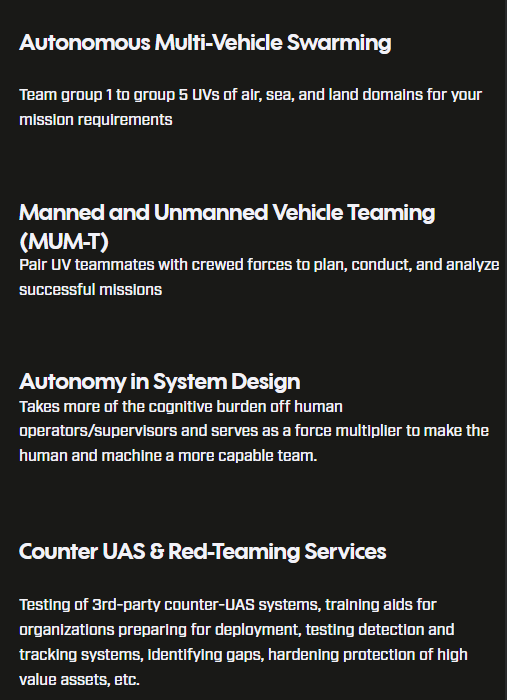 Autonomous Multi-Vehicle Swarming
Team group 1 to group 5 UVs of air, sea, and land domains for your
mission requirements
Manned and Unmanned Vehicle Teaming
(MUM-T)
Pair UV teammates with crewed forces to plan, conduct, and analyze
successful missions
Autonomy in System Design
Takes more of the cognitive burden off human
operators/supervisors and serves as a force multiplier to make the
human and machine a more capable team.
Counter UAS & Red-Teaming Services
Testing of 3rd-party counter-UAS systems, training aids for
organizations preparing for deployment, testing detection and
tracking systems, identifying gaps, hardening protection of high
value assets, etc.